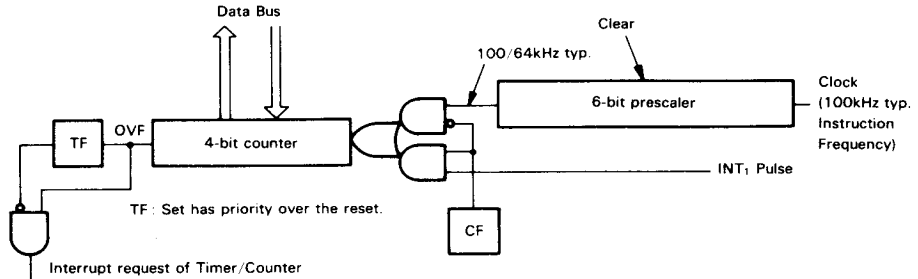 Data Bus
Clear
100/64kHz typ.
Clock
(100kHz typ.
Instruction
Frequency)
6-bit prescaler
TF
OVF
4-bit counter
INT₁ Pulse
TF: Set has priority over the reset.
CF
Interrupt request of Timer/Counter